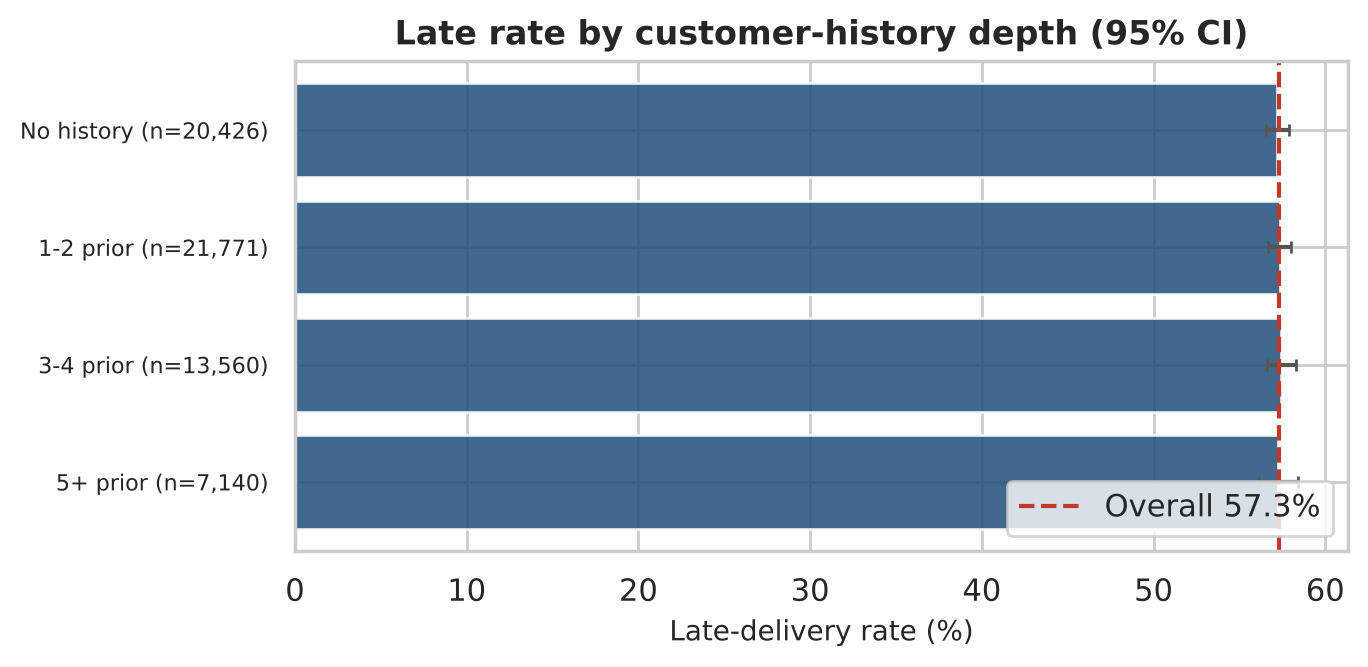 Late rate by customer-history depth (95% CI)
No history (n=20,426)
1-2 prior (n=21,771)
3-4 prior (n=13,560)
5+ prior (n=7,140)
Overall 57.3%
0 10 20 30 40 50 60
Late-delivery rate (%)